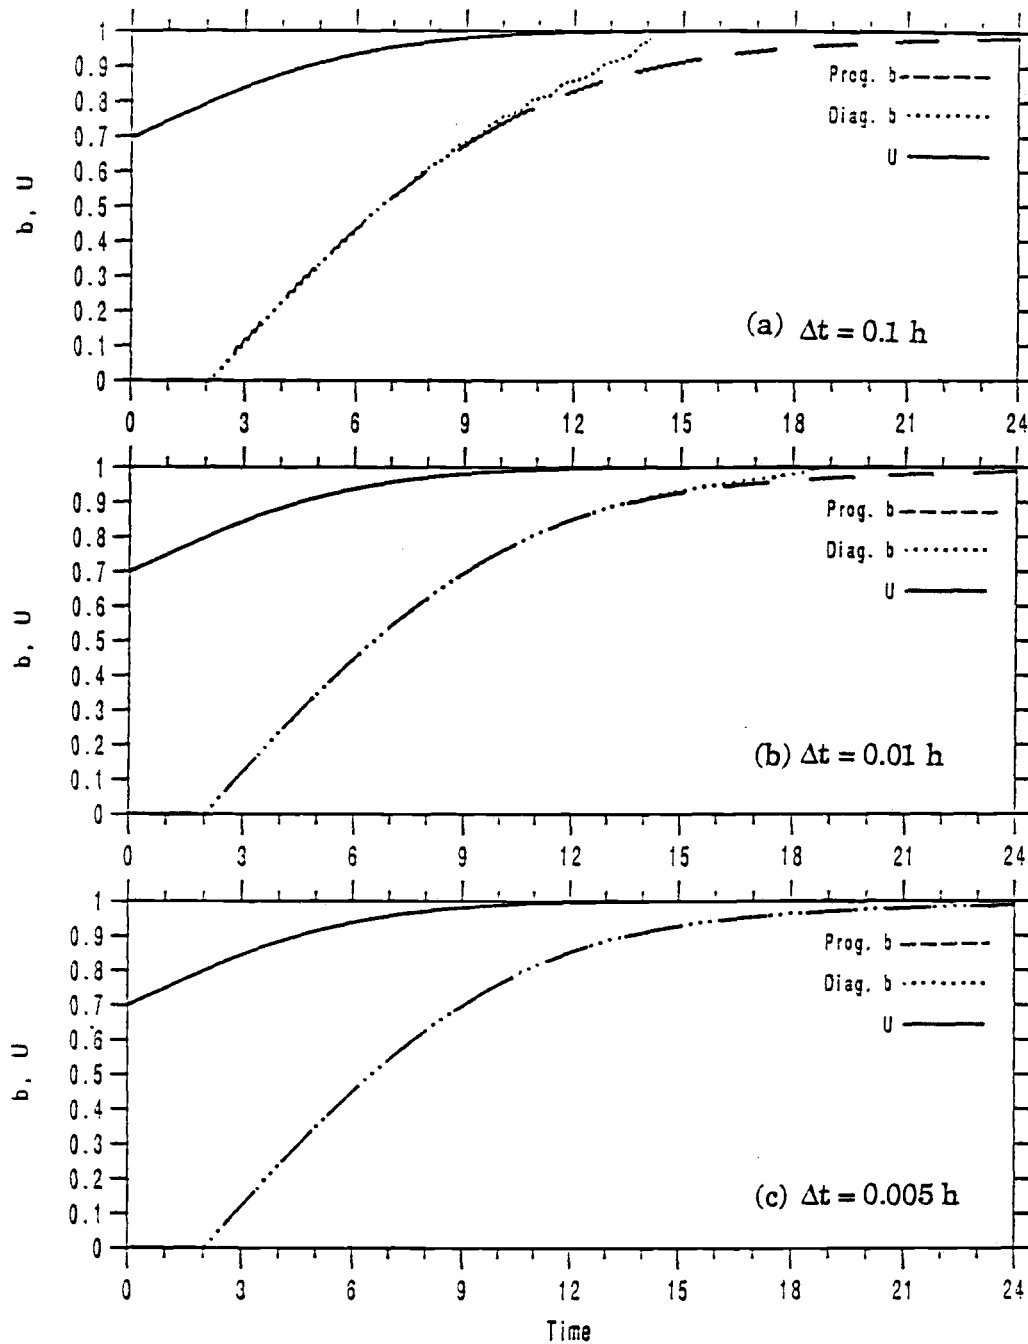 1
0.9
0.8
0.7
0.6
0.5
0.4
0.3
0.2
0.1
0
b, U
Prog. b
Diag. b
U
(a) Δt = 0.1 h
0 3 6 9 12 15 18 21 24
1
0.9
0.8
0.7
0.6
0.5
0.4
0.3
0.2
0.1
0
b, U
Prog. b
Diag. b
U
(b) Δt = 0.01 h
0 3 6 9 12 15 18 21 24
1
0.9
0.8
0.7
0.6
0.5
0.4
0.3
0.2
0.1
0
b, U
Prog. b
Diag. b
U
(c) Δt = 0.005 h
0 3 6 9 12 15 18 21 24
Time